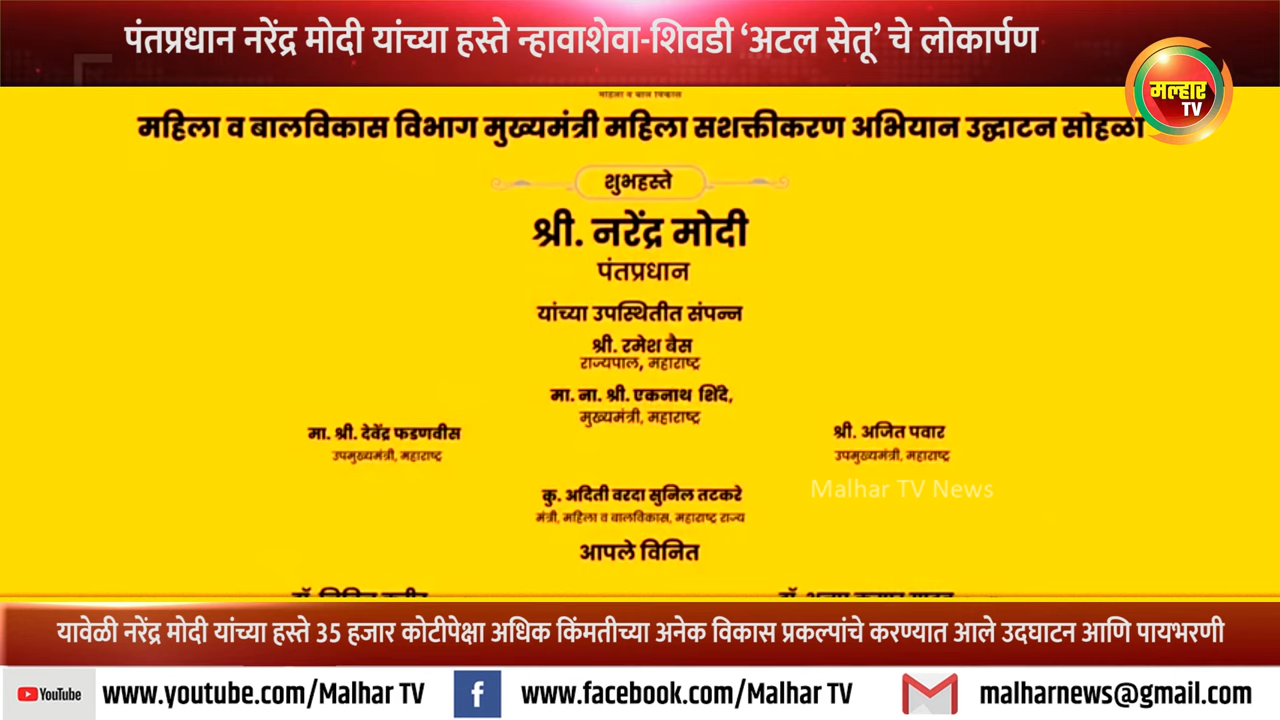 पंतप्रधान नरेंद्र मोदी यांच्या हस्ते न्हावाशेवा-शिवडी ‘अटल सेतू’ चे लोकार्पण
मल्हार
TV
महिला व बाल विकास
महिला व बालविकास विभाग मुख्यमंत्री महिला सशक्तीकरण अभियान उद्घाटन सोहळा
शुभहस्ते
श्री. नरेंद्र मोदी
पंतप्रधान
यांच्या उपस्थितीत संपन्न
श्री. रमेश बैस
राज्यपाल, महाराष्ट्र
मा. ना. श्री. एकनाथ शिंदे,
मुख्यमंत्री, महाराष्ट्र
मा. श्री. देवेंद्र फडणवीस
उपमुख्यमंत्री, महाराष्ट्र
श्री. अजित पवार
उपमुख्यमंत्री, महाराष्ट्र
Malhar TV News
कु. अदिती वरदा सुनिल तटकरे
मंत्री, महिला व बालविकास, महाराष्ट्र राज्य
आपले विनित
यावेळी नरेंद्र मोदी यांच्या हस्ते 35 हजार कोटीपेक्षा अधिक किंमतीच्या अनेक विकास प्रकल्पांचे करण्यात आले उदघाटन आणि पायभरणी
YouTube www.youtube.com/Malhar TV
www.facebook.com/Malhar TV
malharnews@gmail.com